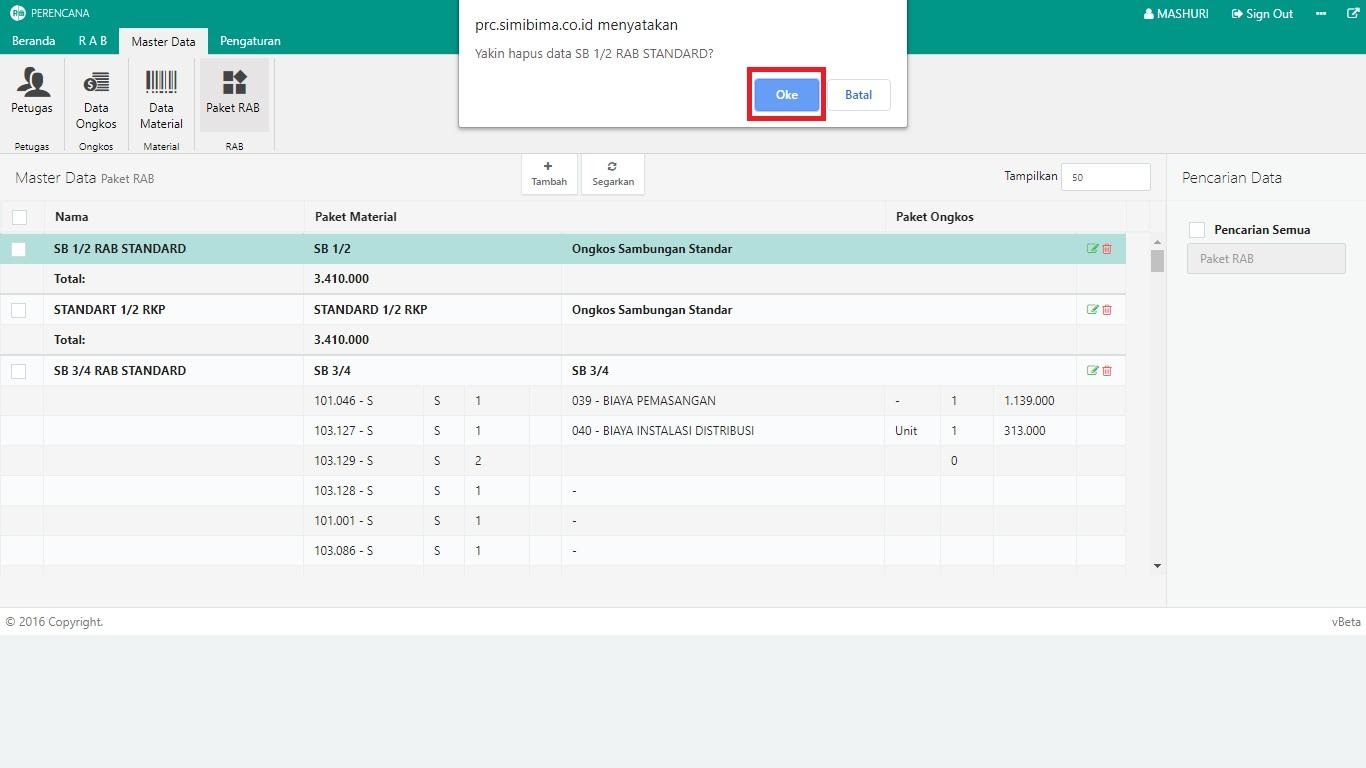 PERENCANA
MASHURI Sign Out
prc.simibima.co.id menyatakan
Yakin hapus data SB 1/2 RAB STANDARD?
Oke Batal
Beranda R A B Master Data Pengaturan
Petugas Data Ongkos Data Material Paket RAB
Petugas Ongkos Material RAB
Master Data Paket RAB
Tambah Segarkan
Tampilkan 50
Pencarian Data
Pencarian Semua
Paket RAB
Nama Paket Material Paket Ongkos
SB 1/2 RAB STANDARD SB 1/2 Ongkos Sambungan Standar
Total: 3.410.000
STANDART 1/2 RKP STANDARD 1/2 RKP Ongkos Sambungan Standar
Total: 3.410.000
SB 3/4 RAB STANDARD SB 3/4 SB 3/4
101.046 - S S 1 039 - BIAYA PEMASANGAN - 1 1.139.000
103.127 - S S 1 040 - BIAYA INSTALASI DISTRIBUSI Unit 1 313.000
103.129 - S S 2 0
103.128 - S S 1 -
101.001 - S S 1 -
103.086 - S S 1 -
© 2016 Copyright. vBeta